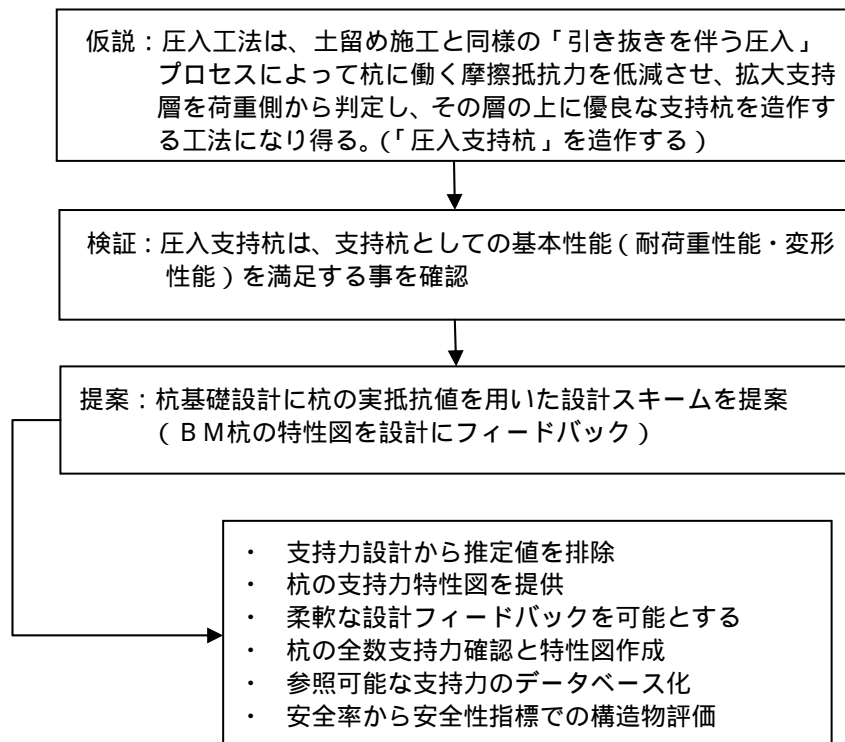 仮説：圧入工法は、土留め施工と同様の「引き抜きを伴う圧入」
プロセスによって杭に働く摩擦抵抗力を低減させ、拡大支持
層を荷重側から判定し、その層の上に優良な支持杭を造作す
る工法になり得る。(「圧入支持杭」を造作する)
検証：圧入支持杭は、支持杭としての基本性能(耐荷重性能・変形
性能)を満足する事を確認
提案：杭基礎設計に杭の実抵抗値を用いた設計スキームを提案
(BM杭の特性図を設計にフィードバック)
・ 支持力設計から推定値を排除
・ 杭の支持力特性図を提供
・ 柔軟な設計フィードバックを可能とする
・ 杭の全数支持力確認と特性図作成
・ 参照可能な支持力のデータベース化
・ 安全率から安全性指標での構造物評価